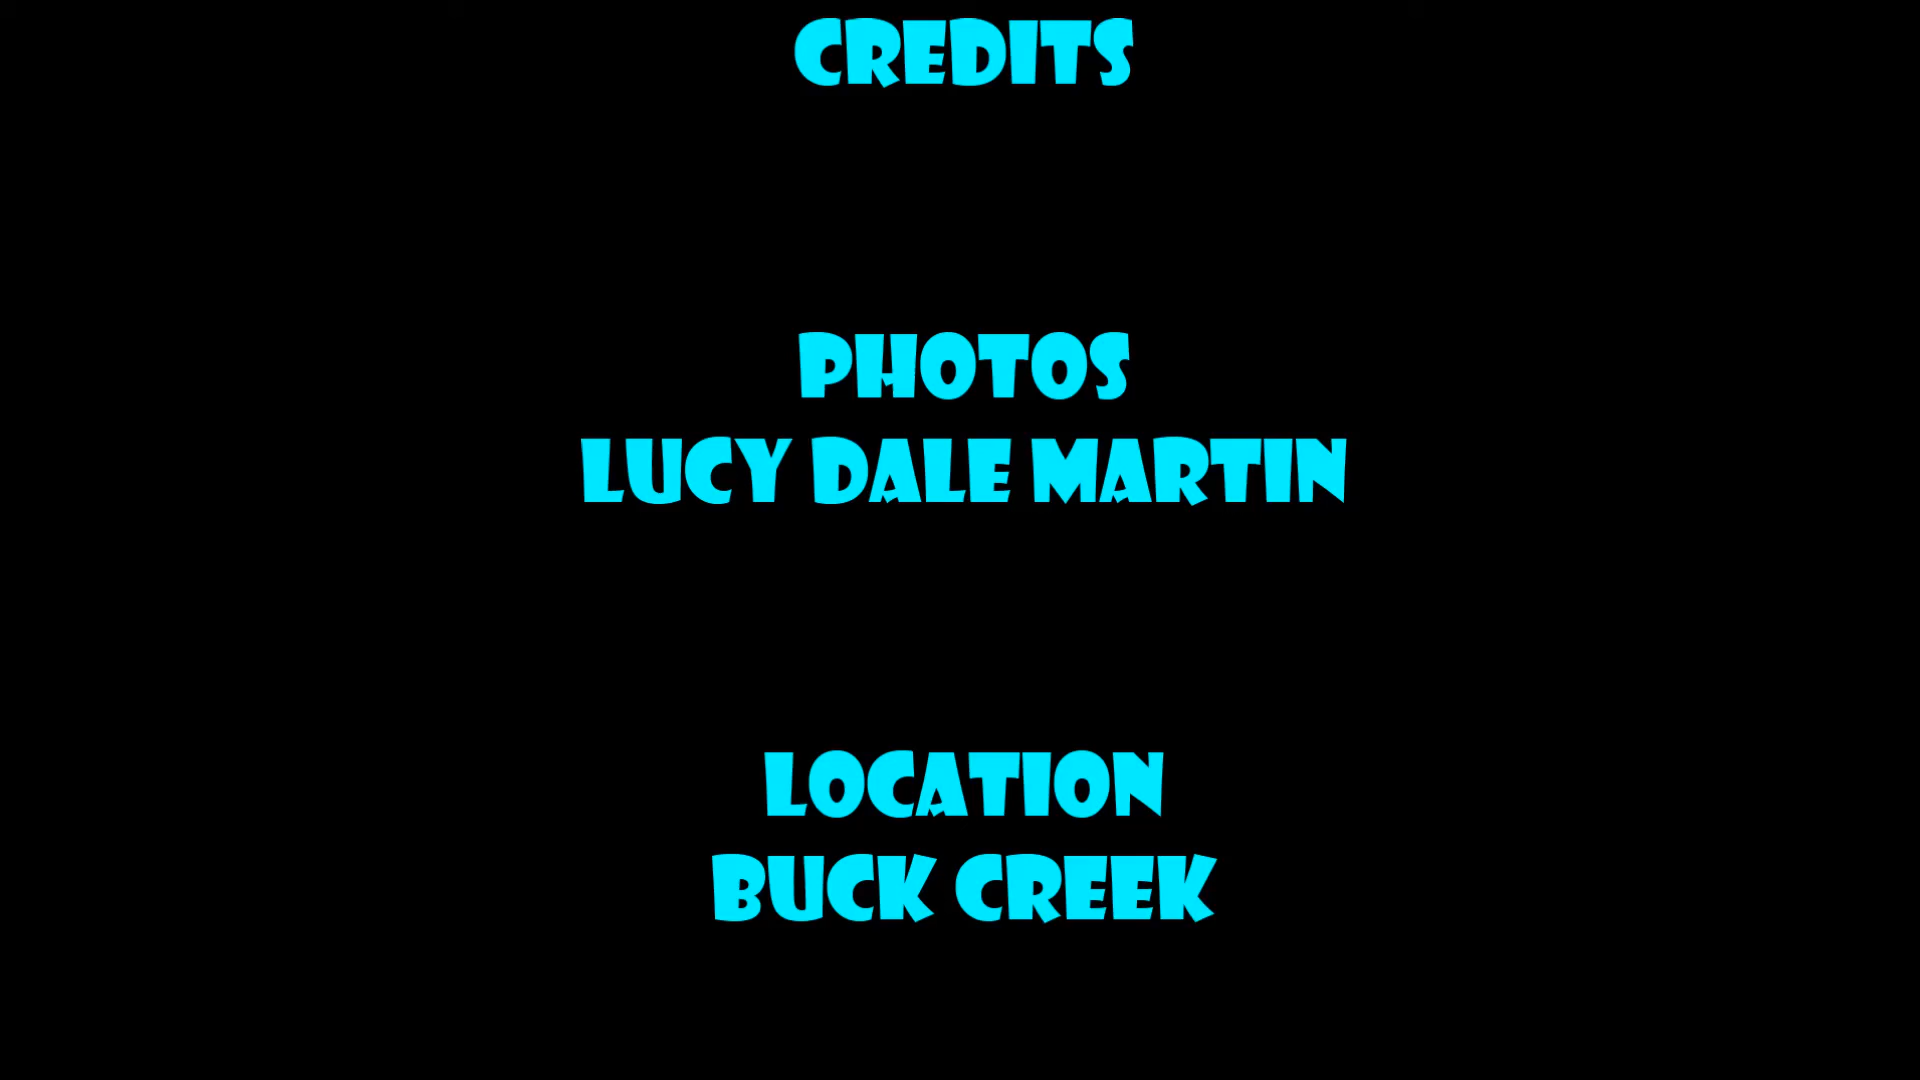 CREDITS
PHOTOS
LUCY DALE MARTIN
LOCATION
BUCK CREEK